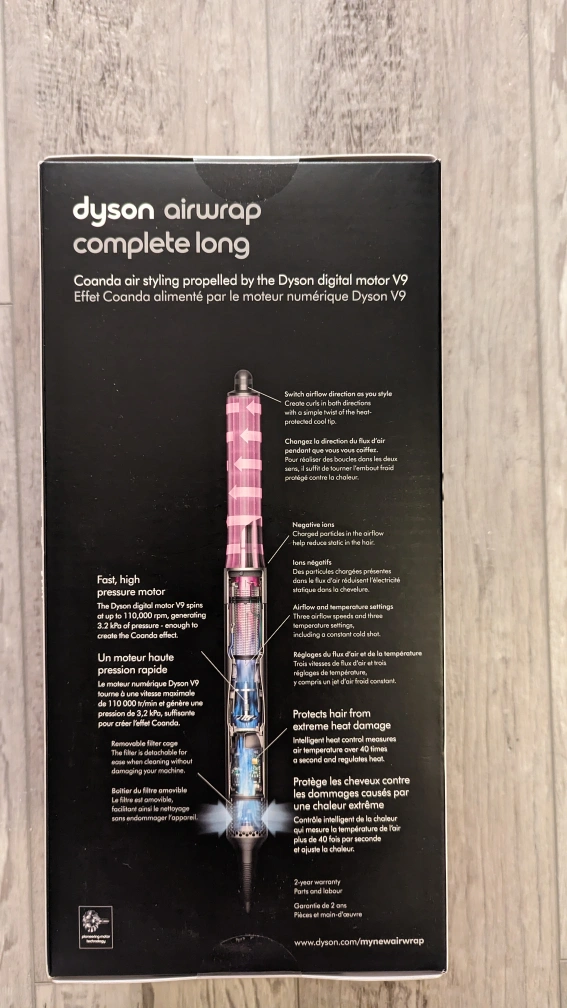 dyson airwrap
complete long
Coanda air styling propelled by the Dyson digital motor V9
Effet Coanda alimenté par le moteur numérique Dyson V9
Switch airflow direction as you style
Create curls in both directions
with a simple twist of the heat-
protected cool tip.
Changez la direction du flux d'air
pendant que vous vous coiffez.
Pour réaliser des boucles dans les deux
sens, il suffit de tourner l'embout froid
protégé contre la chaleur.
Negative ions
Charged particles in the airflow
help reduce static in the hair.
Ions négatifs
Des particules chargées présentes
dans le flux d'air réduisent l'électricité
statique dans la chevelure.
Fast, high
pressure motor
The Dyson digital motor V9 spins
at up to 110,000 rpm, generating
3.2 kPa of pressure - enough to
create the Coanda effect.
Un moteur haute
pression rapide
Le moteur numérique Dyson V9
tourne à une vitesse maximale
de 110 000 tr/min et génère une
pression de 3,2 kPa, suffisante
pour créer l'effet Coanda.
Airflow and temperature settings
Three airflow speeds and three
temperature settings,
including a constant cold shot.
Réglages du flux d'air et de la température
Trois vitesses de flux d'air et trois
réglages de température,
y compris un jet d'air froid constant.
Removable filter cage
The filter is detachable for
ease when cleaning without
damaging your machine.
Boîtier du filtre amovible
Le filtre est amovible,
facilitant ainsi le nettoyage
sans endommager l'appareil.
Protects hair from
extreme heat damage
Intelligent heat control measures
air temperature over 40 times
a second and regulates heat.
Protège les cheveux contre
les dommages causés par
une chaleur extrême
Contrôle intelligent de la chaleur
qui mesure la température de l'air
plus de 40 fois par seconde
et ajuste la chaleur.
2-year warranty
Parts and labour
Garantie de 2 ans
Pièces et main-d'œuvre
pioneering motor
technology
www.dyson.com/mynewairwrap